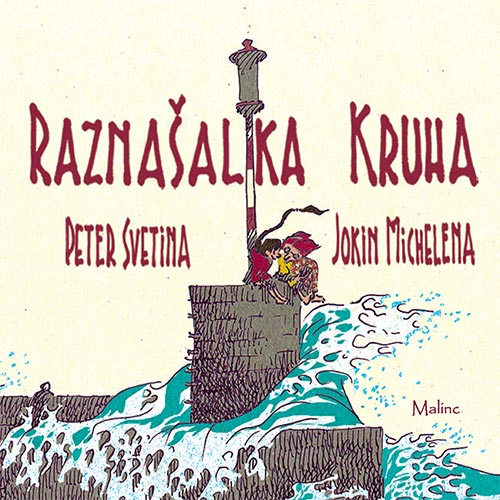 RAZNAŠALKA KRUHA
PETER SVETINA JOKIN MICHELENA
Malinc